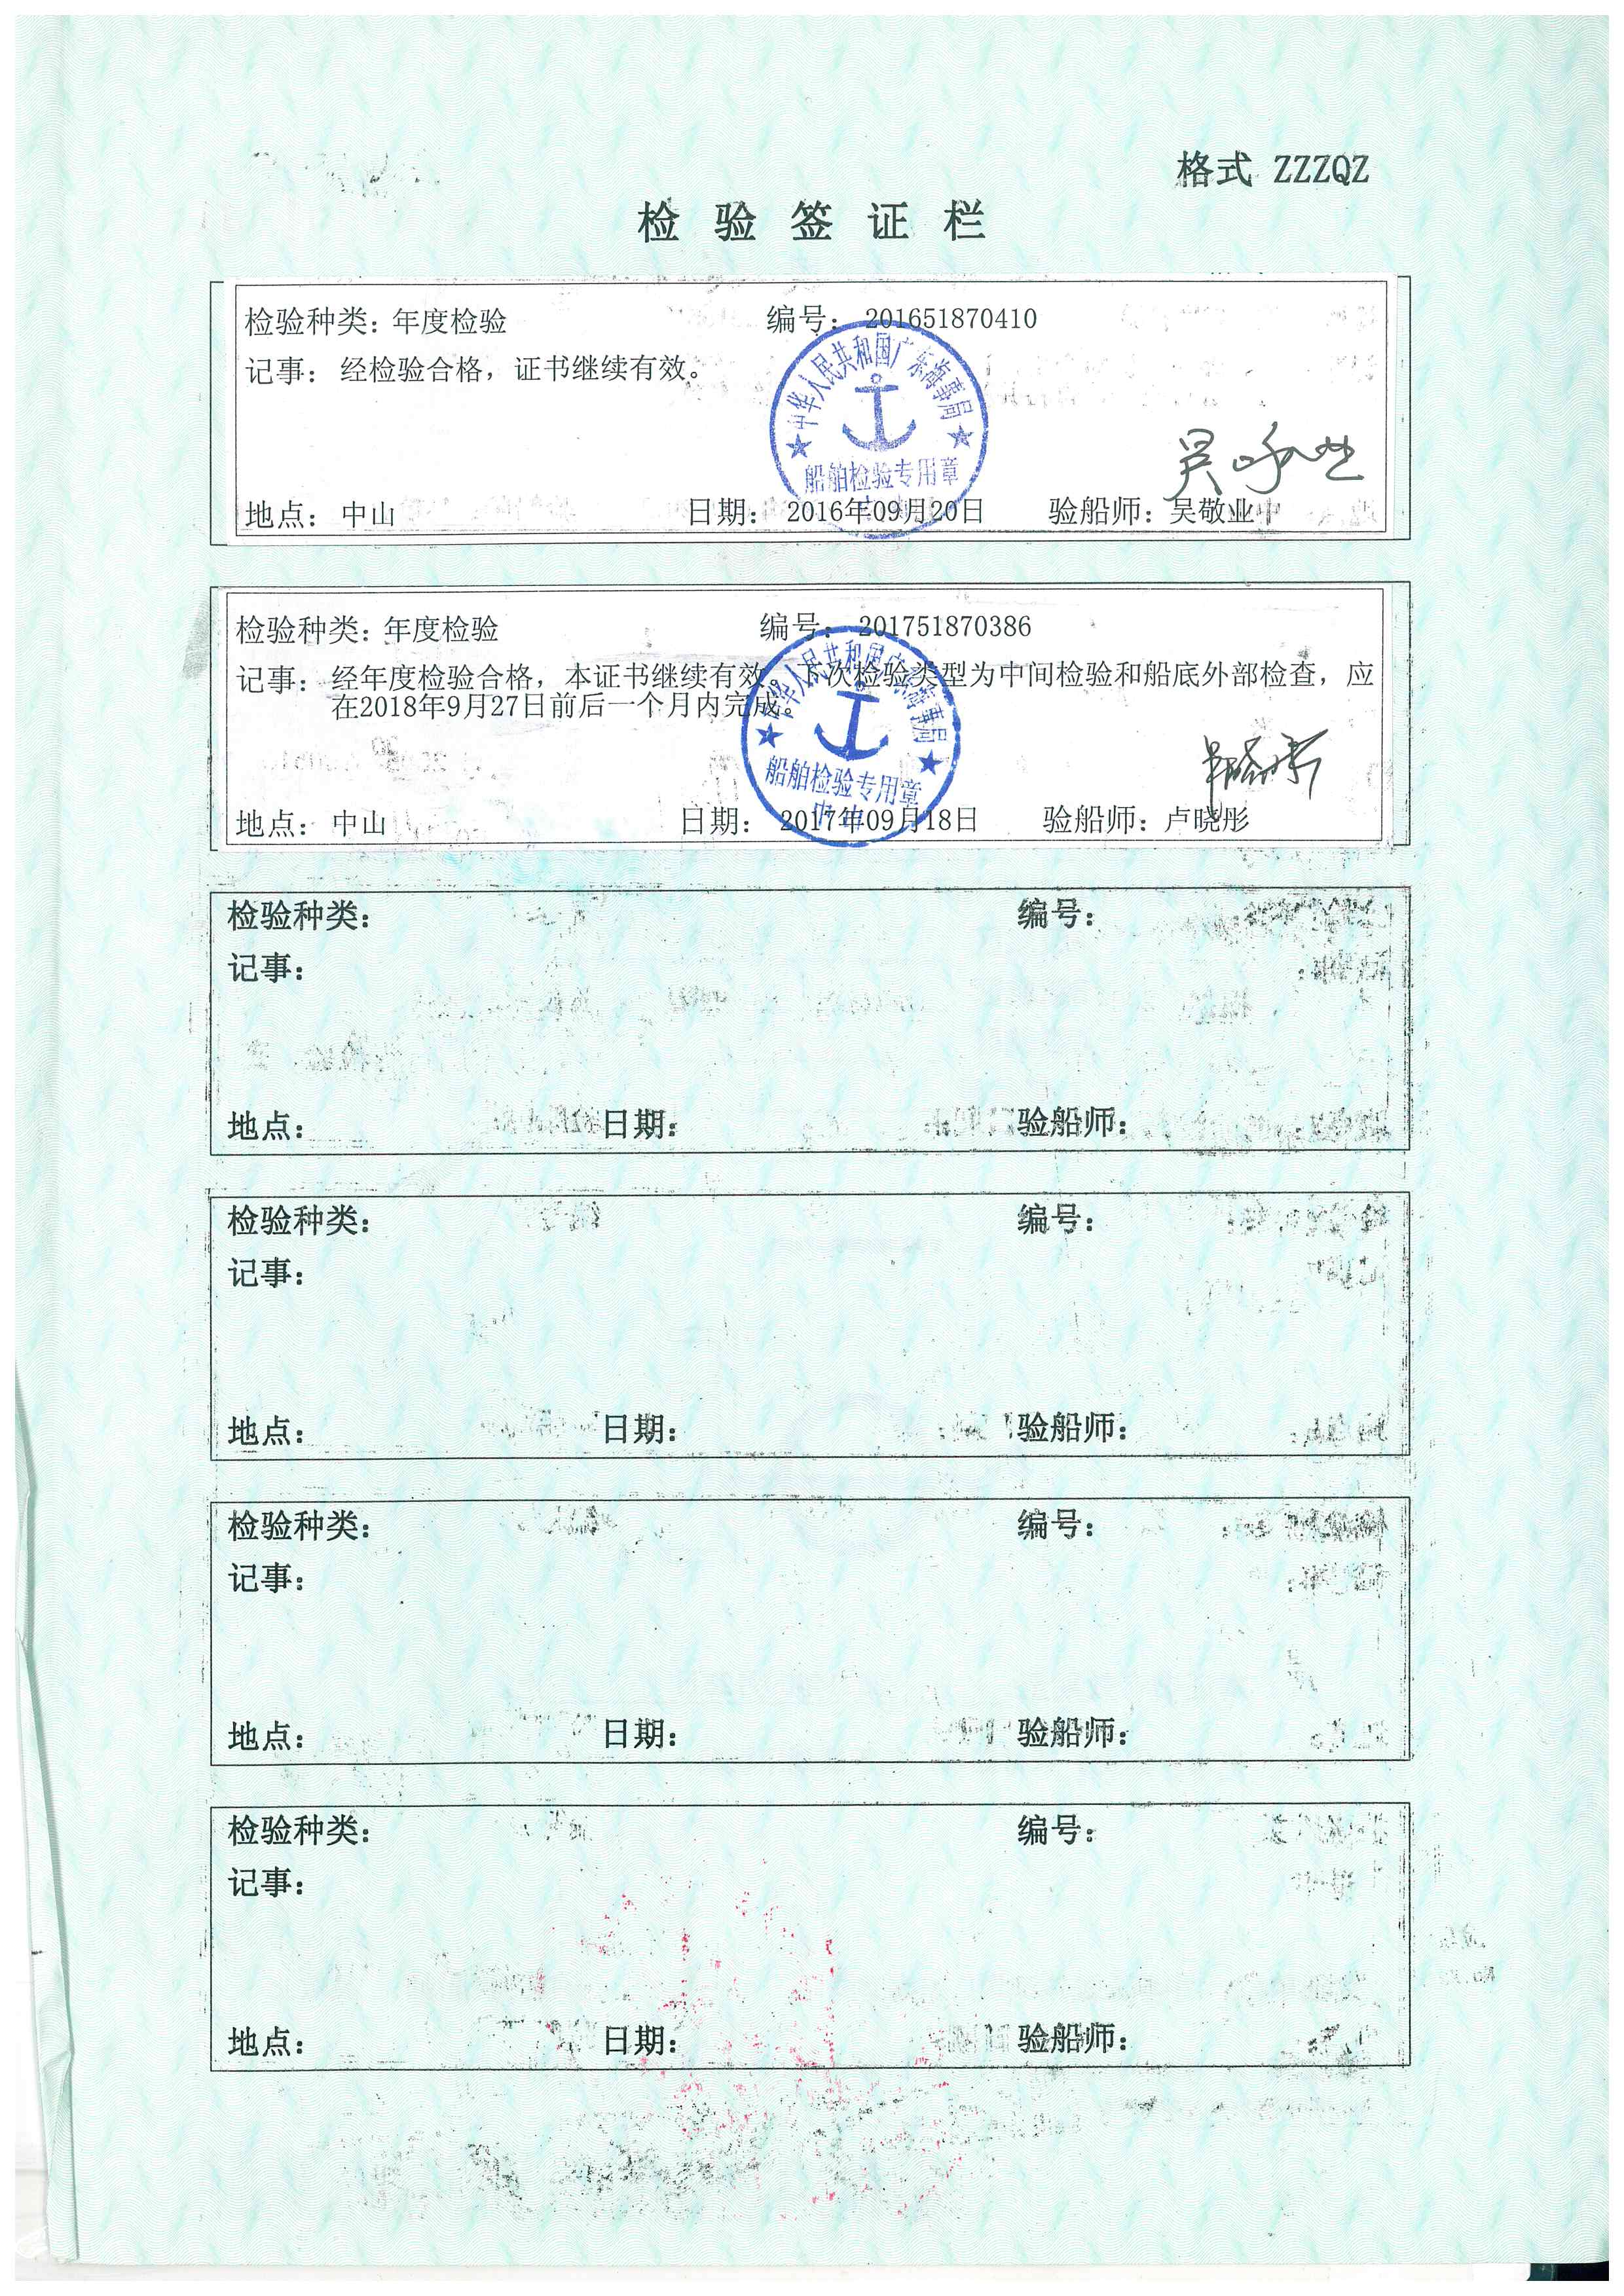 格式 ZZZQZ
检验签证栏
检验种类：年度检验 编号：201651870410
记事：经检验合格，证书继续有效。
中华人民共和国广东海事局
船舶检验专用章
地点：中山 日期：2016年09月20日 验船师：吴敬业
检验种类：年度检验 编号：201751870386
记事：经年度检验合格，本证书继续有效。下次检验类型为中间检验和船底外部检查，应
在2018年9月27日前后一个月内完成。
中华人民共和国广东海事局
船舶检验专用章
中山
地点：中山 日期：2017年09月18日 验船师：卢晓彤
检验种类： 编号：
记事：
地点： 日期： 验船师：
检验种类： 编号：
记事：
地点： 日期： 验船师：
检验种类： 编号：
记事：
地点： 日期： 验船师：
检验种类： 编号：
记事：
地点： 日期： 验船师：